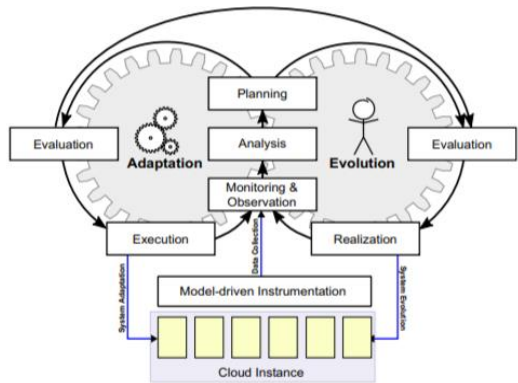 Planning
Evaluation
Adaptation
Analysis
Evolution
Evaluation
Monitoring &
Observation
Execution
Realization
System Adaptation
Data Collection
System Evolution
Model-driven Instrumentation
Cloud Instance